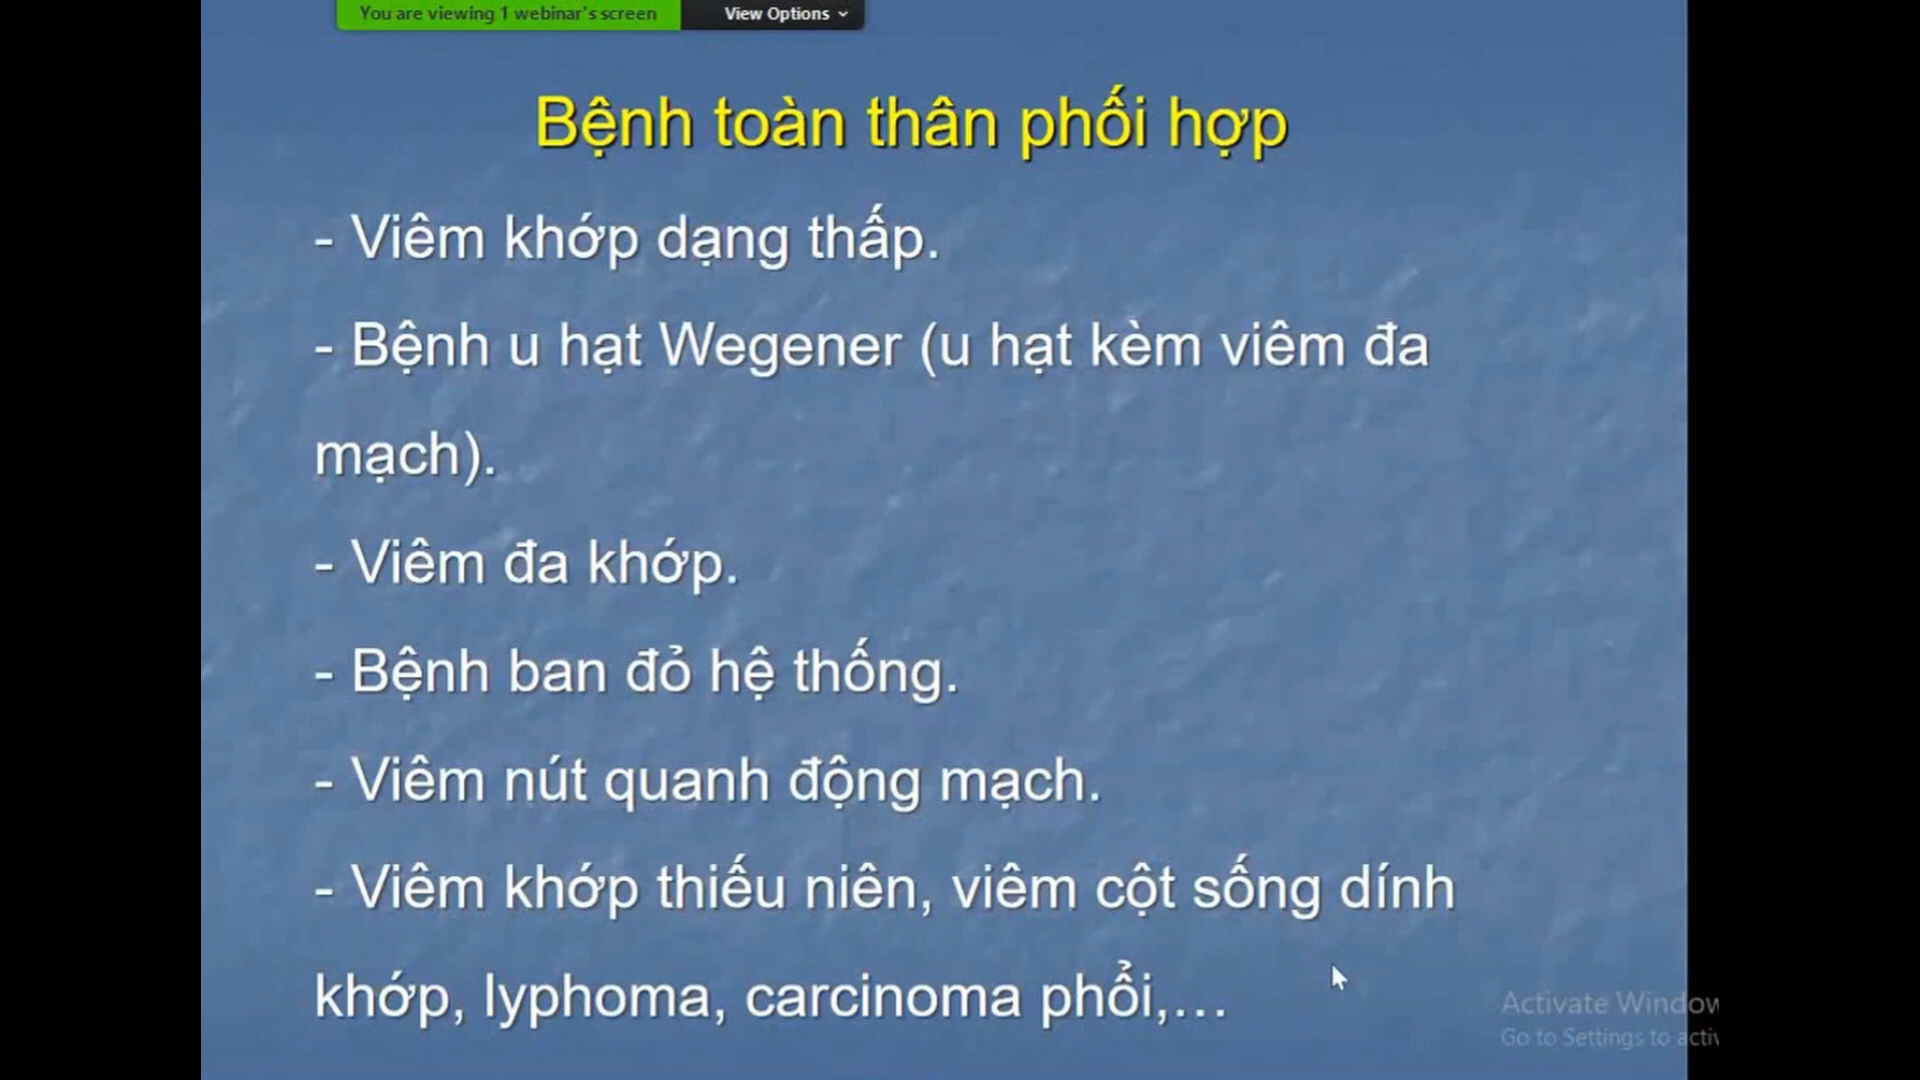 You are viewing 1 webinar's screen View Options
Bệnh toàn thân phối hợp
- Viêm khớp dạng thấp.
- Bệnh u hạt Wegener (u hạt kèm viêm đa
mạch).
- Viêm đa khớp.
- Bệnh ban đỏ hệ thống.
- Viêm nút quanh động mạch.
- Viêm khớp thiếu niên, viêm cột sống dính
khớp, lyphoma, carcinoma phổi,...
Activate Window
Go to Settings to activ